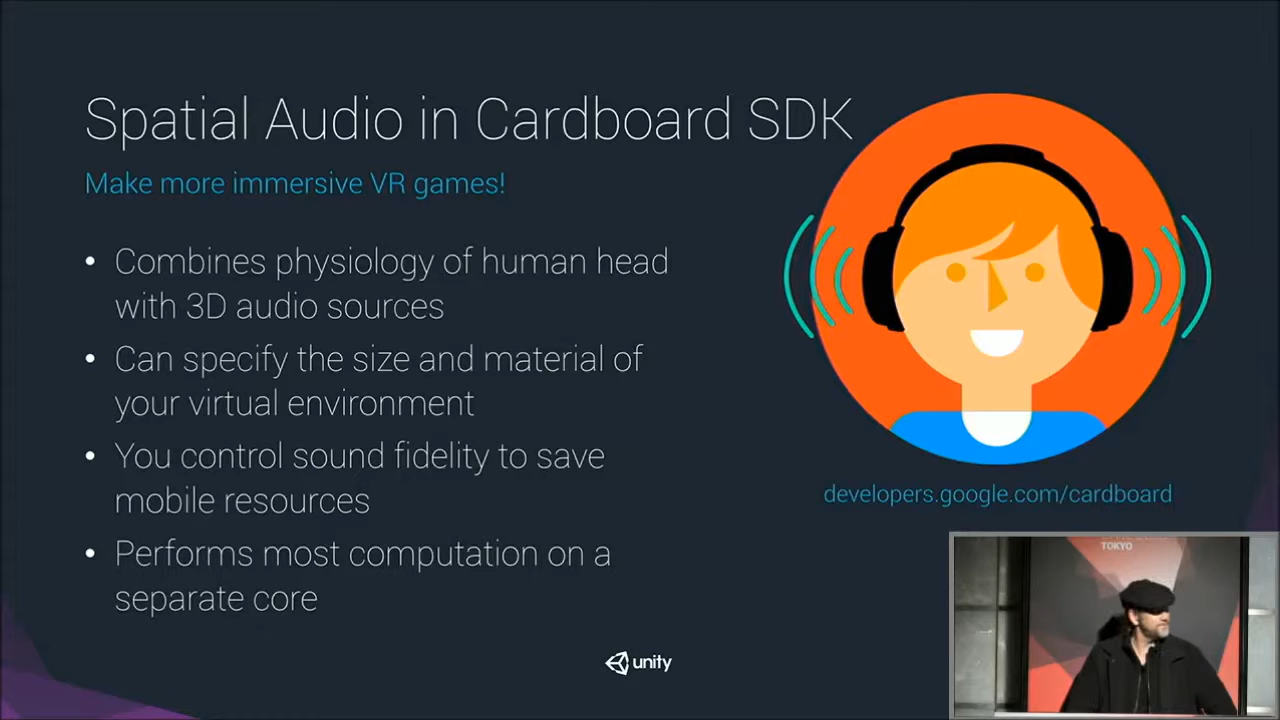 Spatial Audio in Cardboard SDK
Make more immersive VR games!
• Combines physiology of human head
with 3D audio sources
• Can specify the size and material of
your virtual environment
• You control sound fidelity to save
mobile resources
• Performs most computation on a
separate core
developers.google.com/cardboard
TOKYO
unity